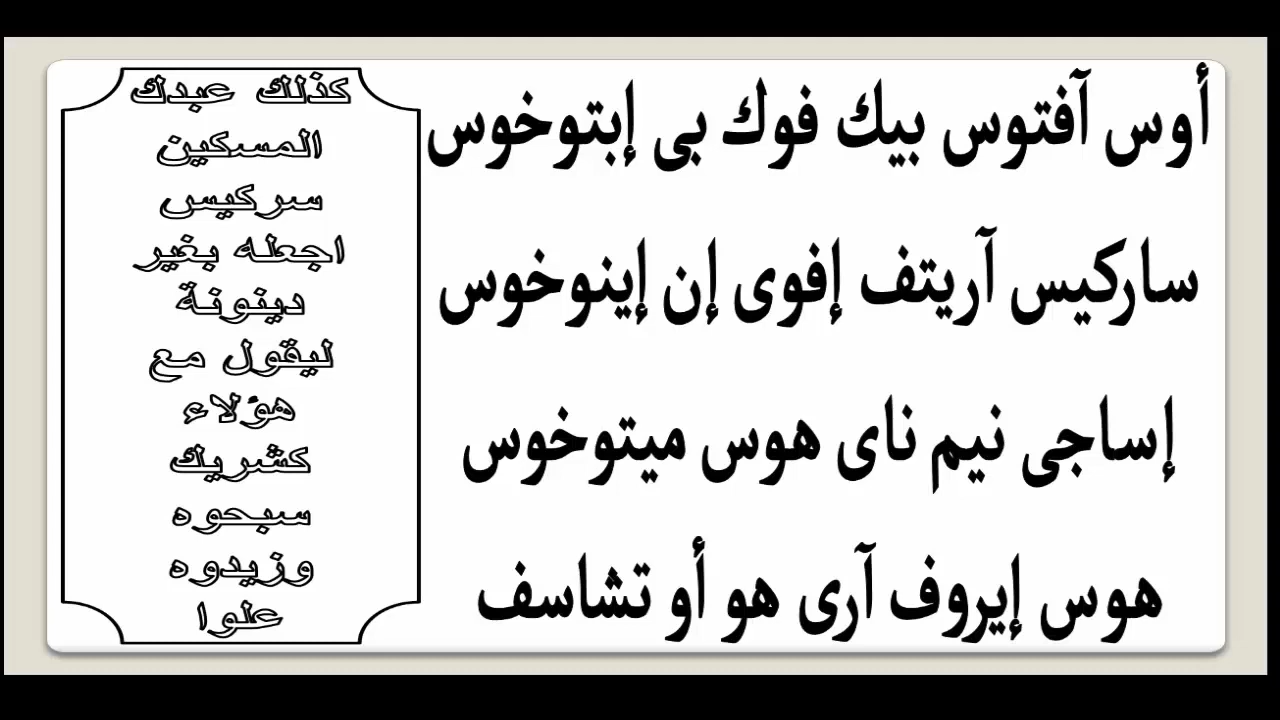 أوس آفتوس بيك فوك بى إبتوخوس
ساركيس آريتف إفوى إن إينوخوس
إساجى نيم ناى هوس ميتوخوس
هوس إيروف آرى هو أو تشاسف
كذلك عبدك
المسكين
سركيس
اجعله بغير
دينونة
ليقول مع
هؤلاء
كشريك
سبحوه
وزيدوه
علوا